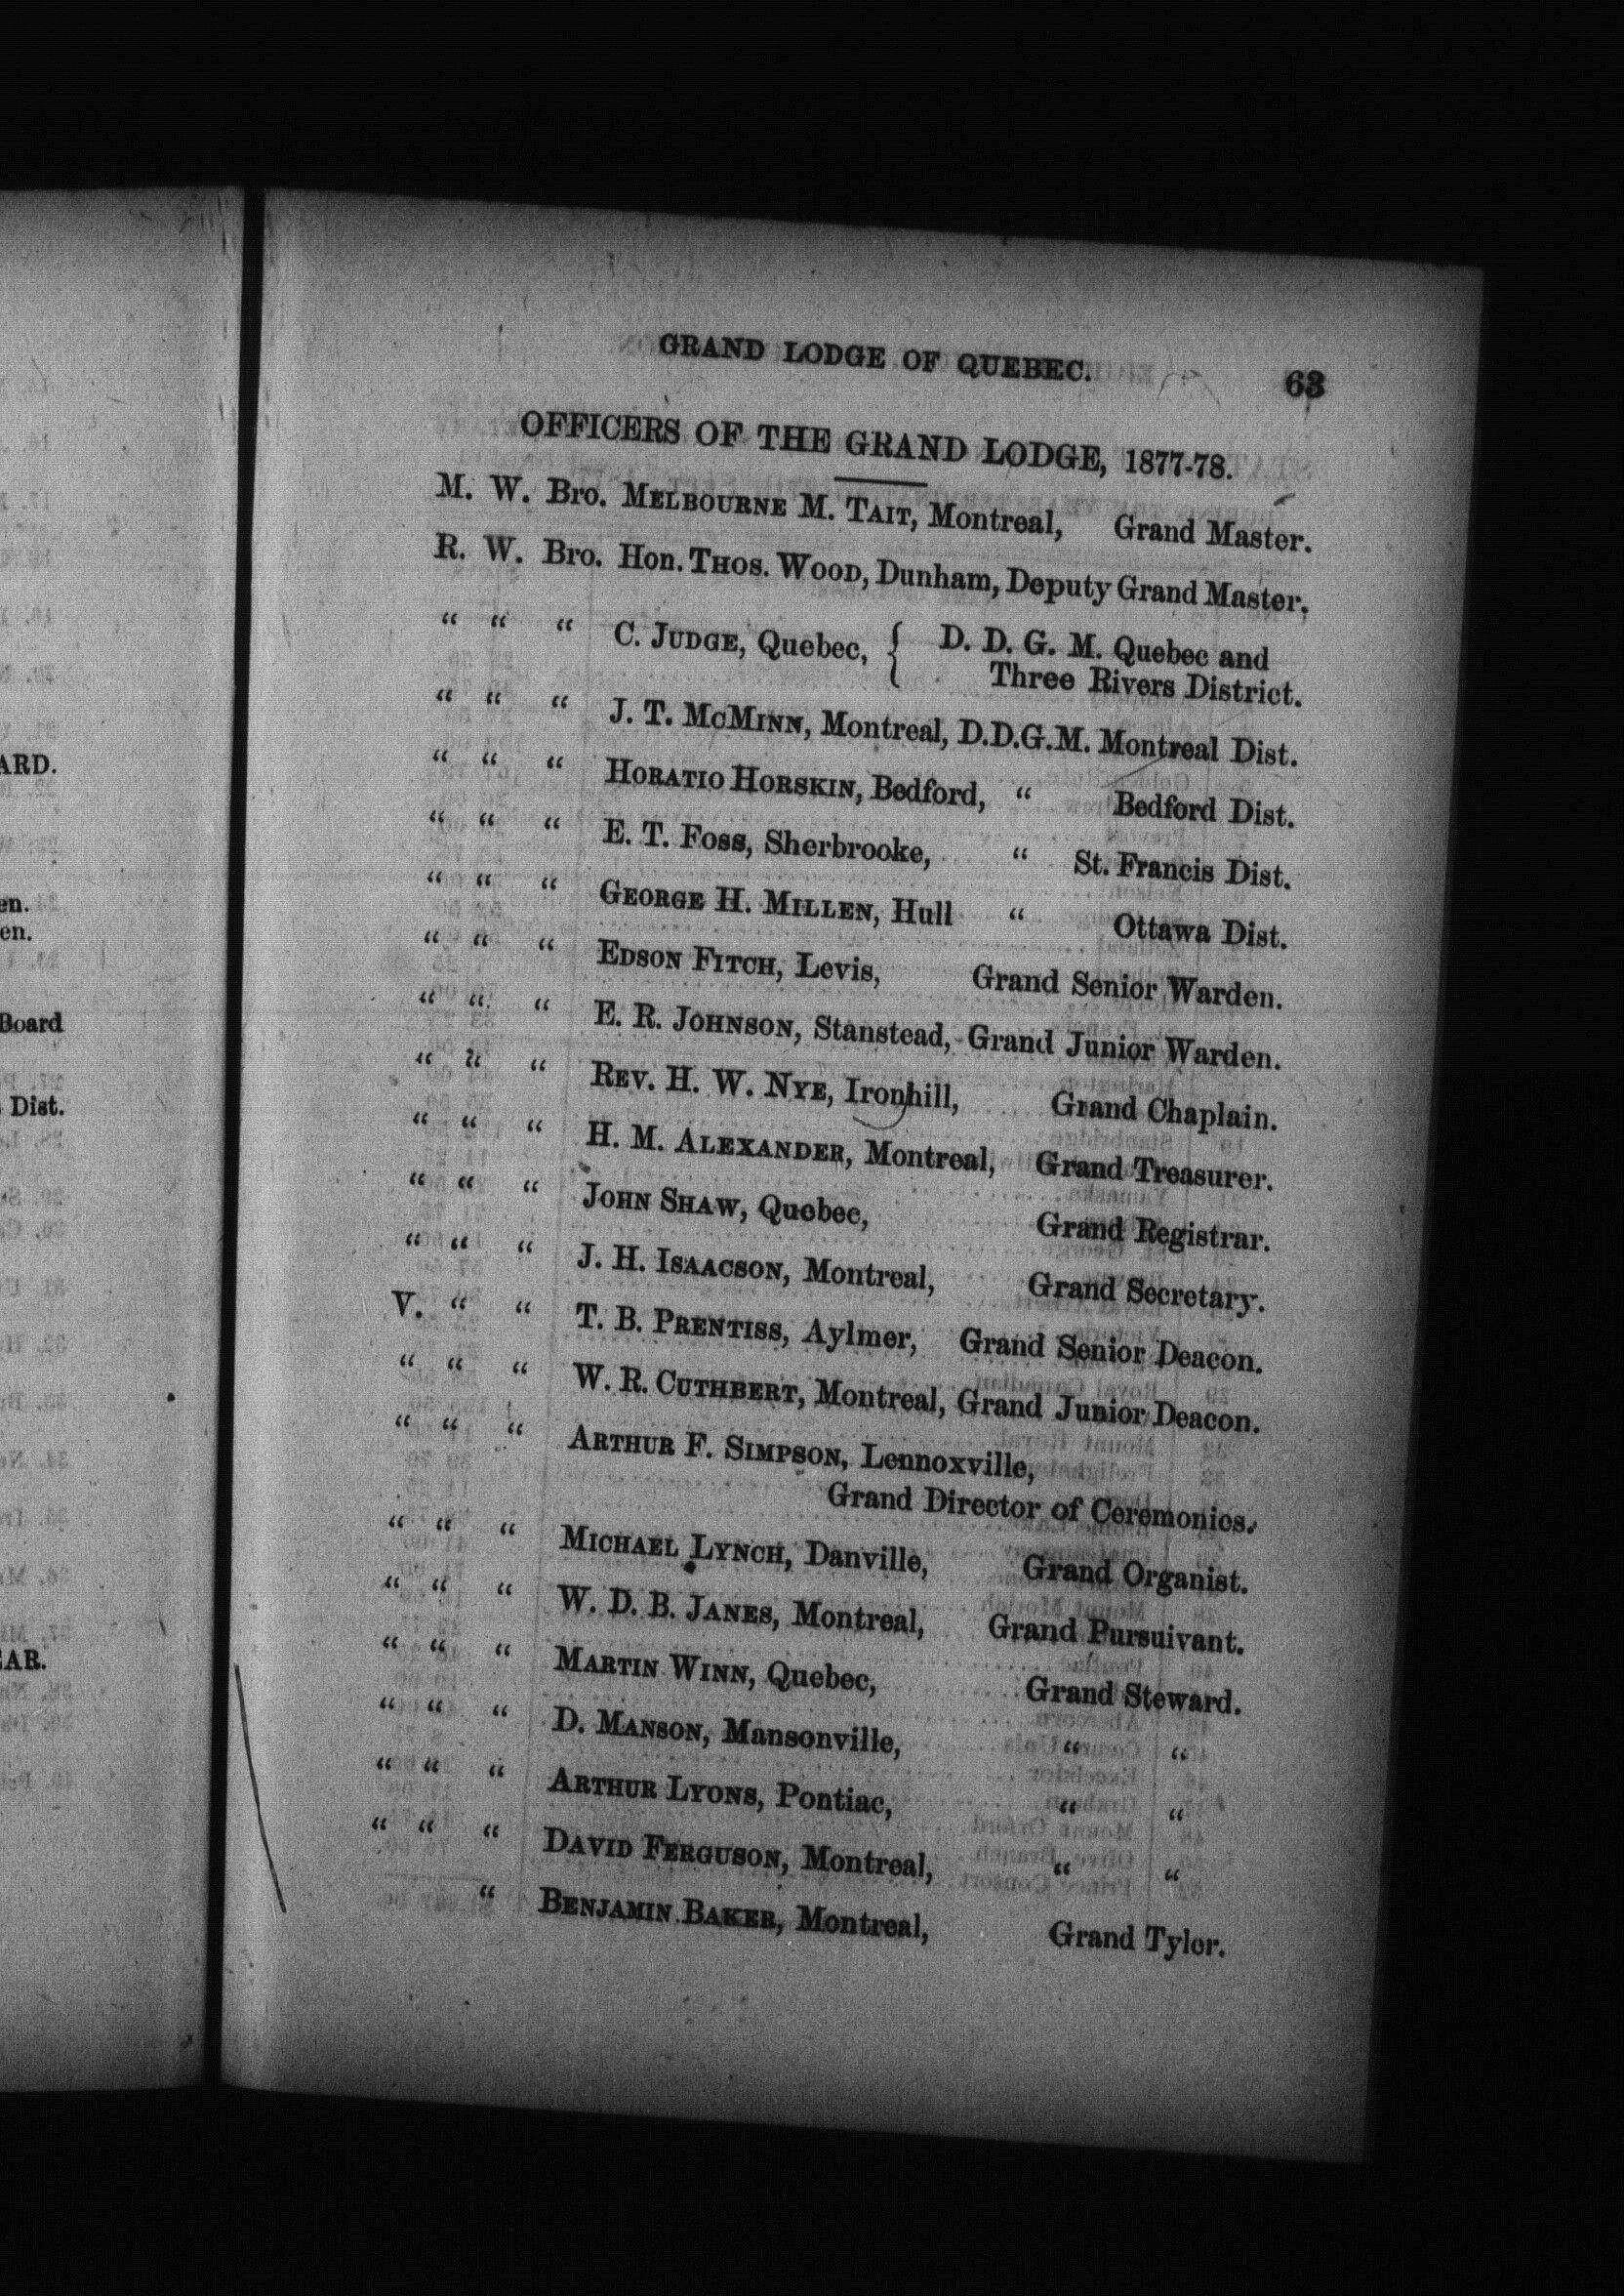 GRAND LODGE OF QUEBEC. 63
OFFICERS OF THE GRAND LODGE, 1877-78.
M. W. Bro. MELBOURNE M. TAIT, Montreal, Grand Master.
R. W. Bro. Hon. THOS. WOOD, Dunham, Deputy Grand Master.
“ “ “ C. JUDGE, Quebec, { D. D. G. M. Quebec and
Three Rivers District.
“ “ “ J. T. MCMINN, Montreal, D.D.G.M. Montreal Dist.
“ “ “ HORATIO HORSKIN, Bedford, “ Bedford Dist.
“ “ “ E. T. FOSS, Sherbrooke, “ St. Francis Dist.
“ “ “ GEORGE H. MILLEN, Hull “ Ottawa Dist.
“ “ “ EDSON FITCH, Levis, Grand Senior Warden.
“ “ “ E. R. JOHNSON, Stanstead, Grand Junior Warden.
“ “ “ REV. H. W. NYE, Ironhill, Grand Chaplain.
“ “ “ H. M. ALEXANDER, Montreal, Grand Treasurer.
“ “ “ JOHN SHAW, Quebec, Grand Registrar.
“ “ “ J. H. ISAACSON, Montreal, Grand Secretary.
V. “ “ T. B. PRENTISS, Aylmer, Grand Senior Deacon.
“ “ “ W. R. CUTHBERT, Montreal, Grand Junior Deacon.
“ “ “ ARTHUR F. SIMPSON, Lennoxville,
Grand Director of Ceremonies.
“ “ “ MICHAEL LYNCH, Danville, Grand Organist.
“ “ “ W. D. B. JANES, Montreal, Grand Pursuivant.
“ “ “ MARTIN WINN, Quebec, Grand Steward.
“ “ “ D. MANSON, Mansonville, “ “
“ “ “ ARTHUR LYONS, Pontiac, “ “
“ “ “ DAVID FERGUSON, Montreal, “ “
“ BENJAMIN BAKER, Montreal, Grand Tyler.
Board
Dist.